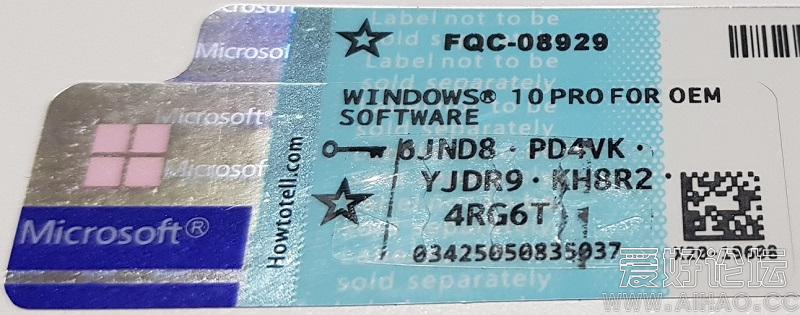 Label not to be
sold separately
FQC-08929
Microsoft
WINDOWS® 10 PRO FOR OEM
SOFTWARE
Microsoft
Microsoft
Howtotell.com
6JND8 · PD4VK ·
YJDR9 · KH8R2 ·
4RG6T
Microsoft®
03425050835037
sold separately
爱好论坛
WWW.AIHAO.CC